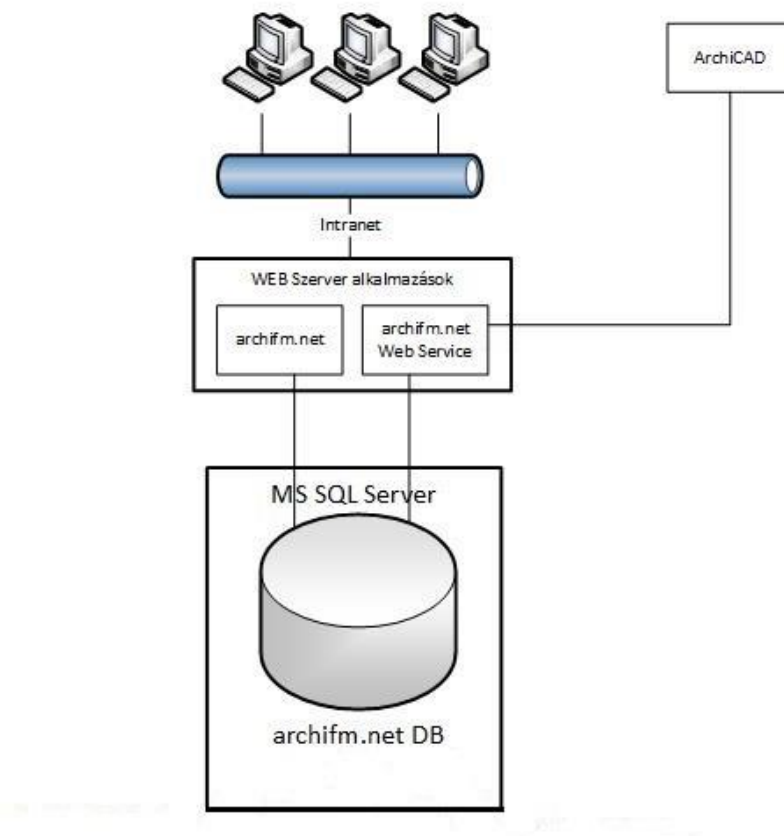 ArchiCAD
Intranet
WEB Szerver alkalmazások
archifm.net
archifm.net
Web Service
MS SQL Server
archifm.net DB